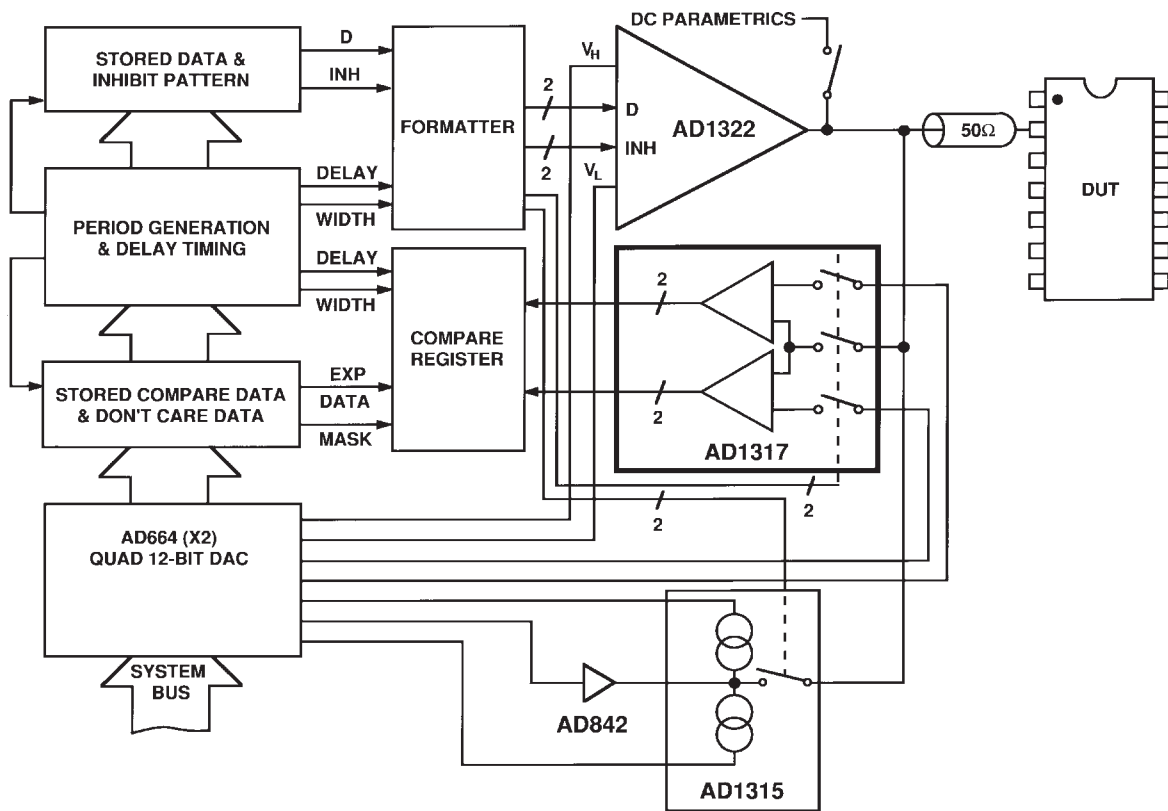 DC PARAMETRICS
STORED DATA &
INHIBIT PATTERN
D
INH
FORMATTER
2
2
V_H
D
INH
V_L
AD1322
50Ω
DUT
PERIOD GENERATION
& DELAY TIMING
DELAY
WIDTH
DELAY
WIDTH
COMPARE
REGISTER
2
2
AD1317
STORED COMPARE DATA
& DON'T CARE DATA
EXP
DATA
MASK
2
2
AD664 (X2)
QUAD 12-BIT DAC
SYSTEM
BUS
AD842
AD1315